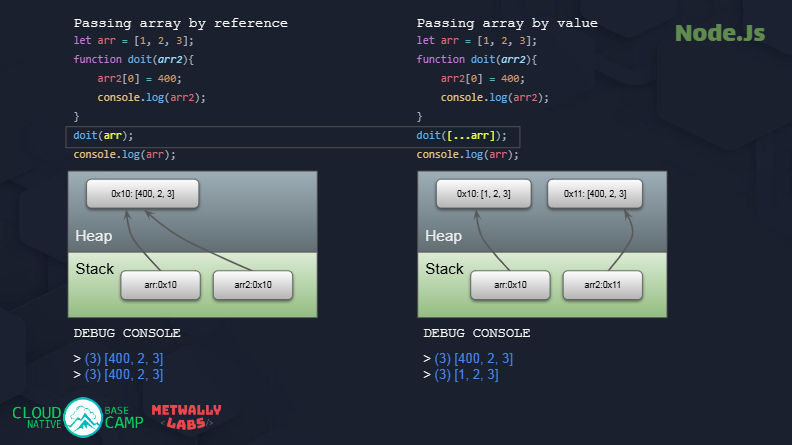 Passing array by reference
let arr = [1, 2, 3];
function doit(arr2){
    arr2[0] = 400;
    console.log(arr2);
}
doit(arr);
console.log(arr);
0x10: [400, 2, 3]
Heap
Stack
arr:0x10
arr2:0x10
DEBUG CONSOLE
> (3) [400, 2, 3]
> (3) [400, 2, 3]
Passing array by value
let arr = [1, 2, 3];
function doit(arr2){
    arr2[0] = 400;
    console.log(arr2);
}
doit([...arr]);
console.log(arr);
0x10: [1, 2, 3]
0x11: [400, 2, 3]
Heap
Stack
arr:0x10
arr2:0x11
DEBUG CONSOLE
> (3) [400, 2, 3]
> (3) [1, 2, 3]
Node.Js
CLOUD
NATIVE
BASE
CAMP
METWALLY
LABS/>